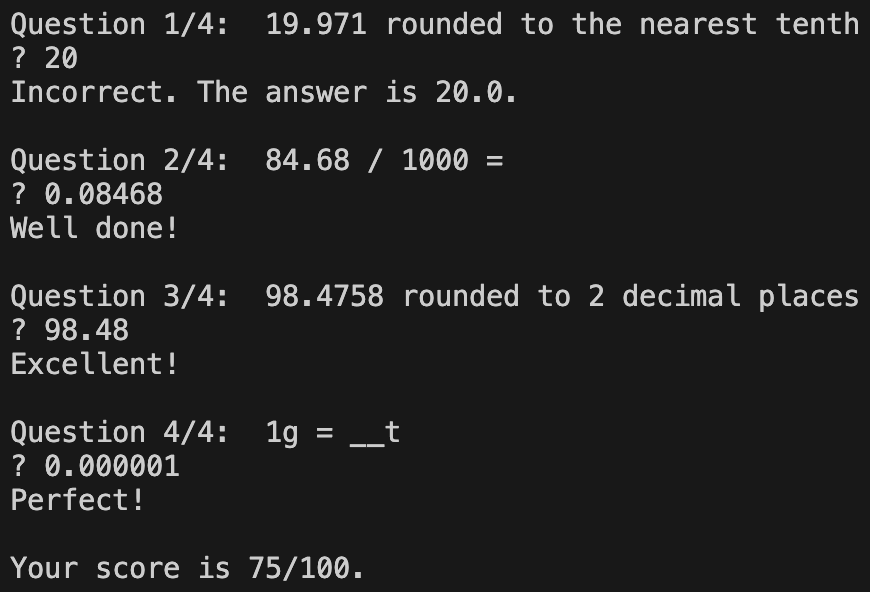 Question 1/4:  19.971 rounded to the nearest tenth
? 20
Incorrect. The answer is 20.0.
Question 2/4:  84.68 / 1000 =
? 0.08468
Well done!
Question 3/4:  98.4758 rounded to 2 decimal places
? 98.48
Excellent!
Question 4/4:  1g = __t
? 0.000001
Perfect!
Your score is 75/100.